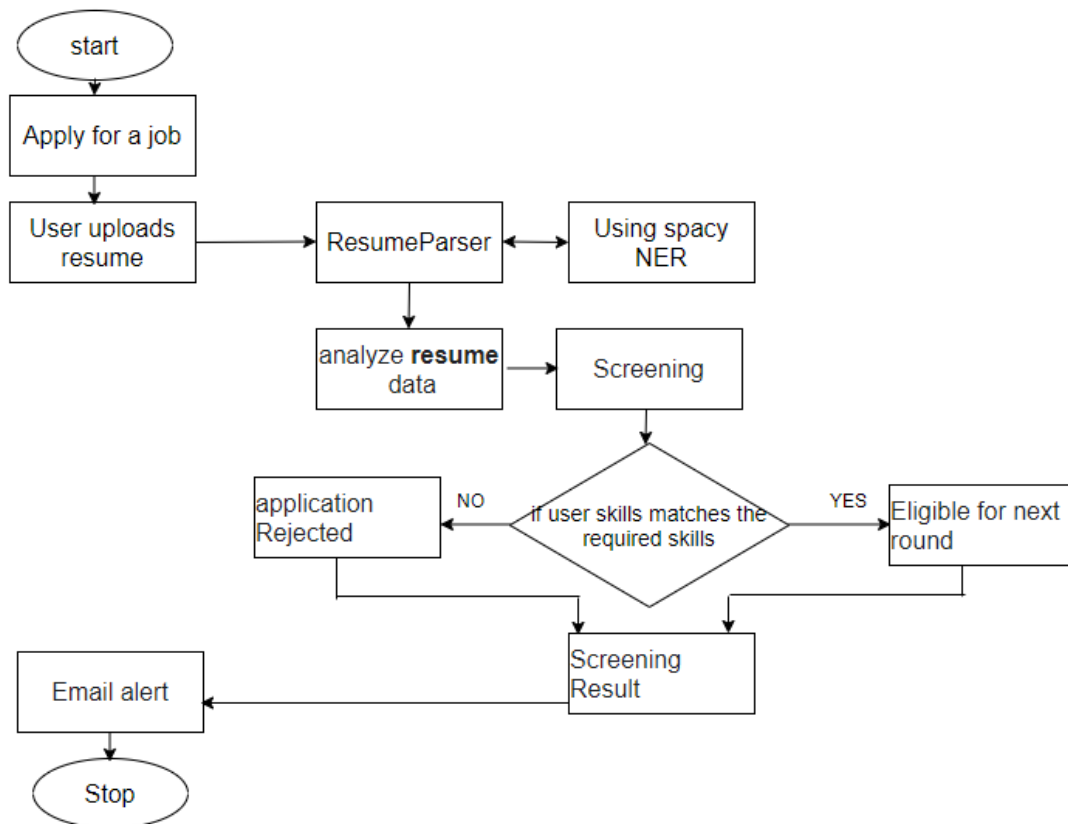 start
Apply for a job
User uploads
resume
ResumeParser
Using spacy
NER
analyze resume
data
Screening
if user skills matches the
required skills
NO
YES
application
Rejected
Eligible for next
round
Screening
Result
Email alert
Stop